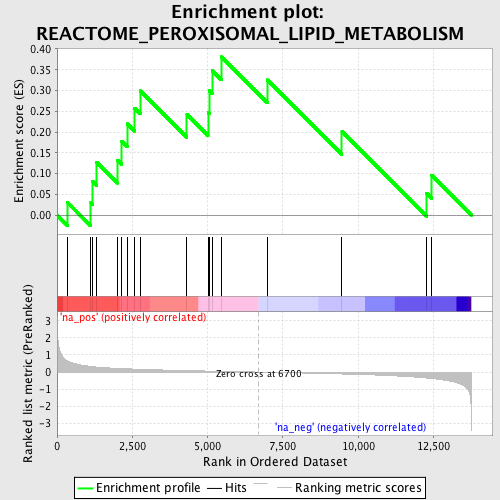 Enrichment plot:
REACTOME_PEROXISOMAL_LIPID_METABOLISM
Enrichment score (ES)
0.40
0.35
0.30
0.25
0.20
0.15
0.10
0.05
0.00
'na_pos' (positively correlated)
Ranked list metric (PreRanked)
3
2
1
0
-1
-2
-3
Zero cross at 6700
'na_neg' (negatively correlated)
0 2,500 5,000 7,500 10,000 12,500
Rank in Ordered Dataset
Enrichment profile Hits Ranking metric scores